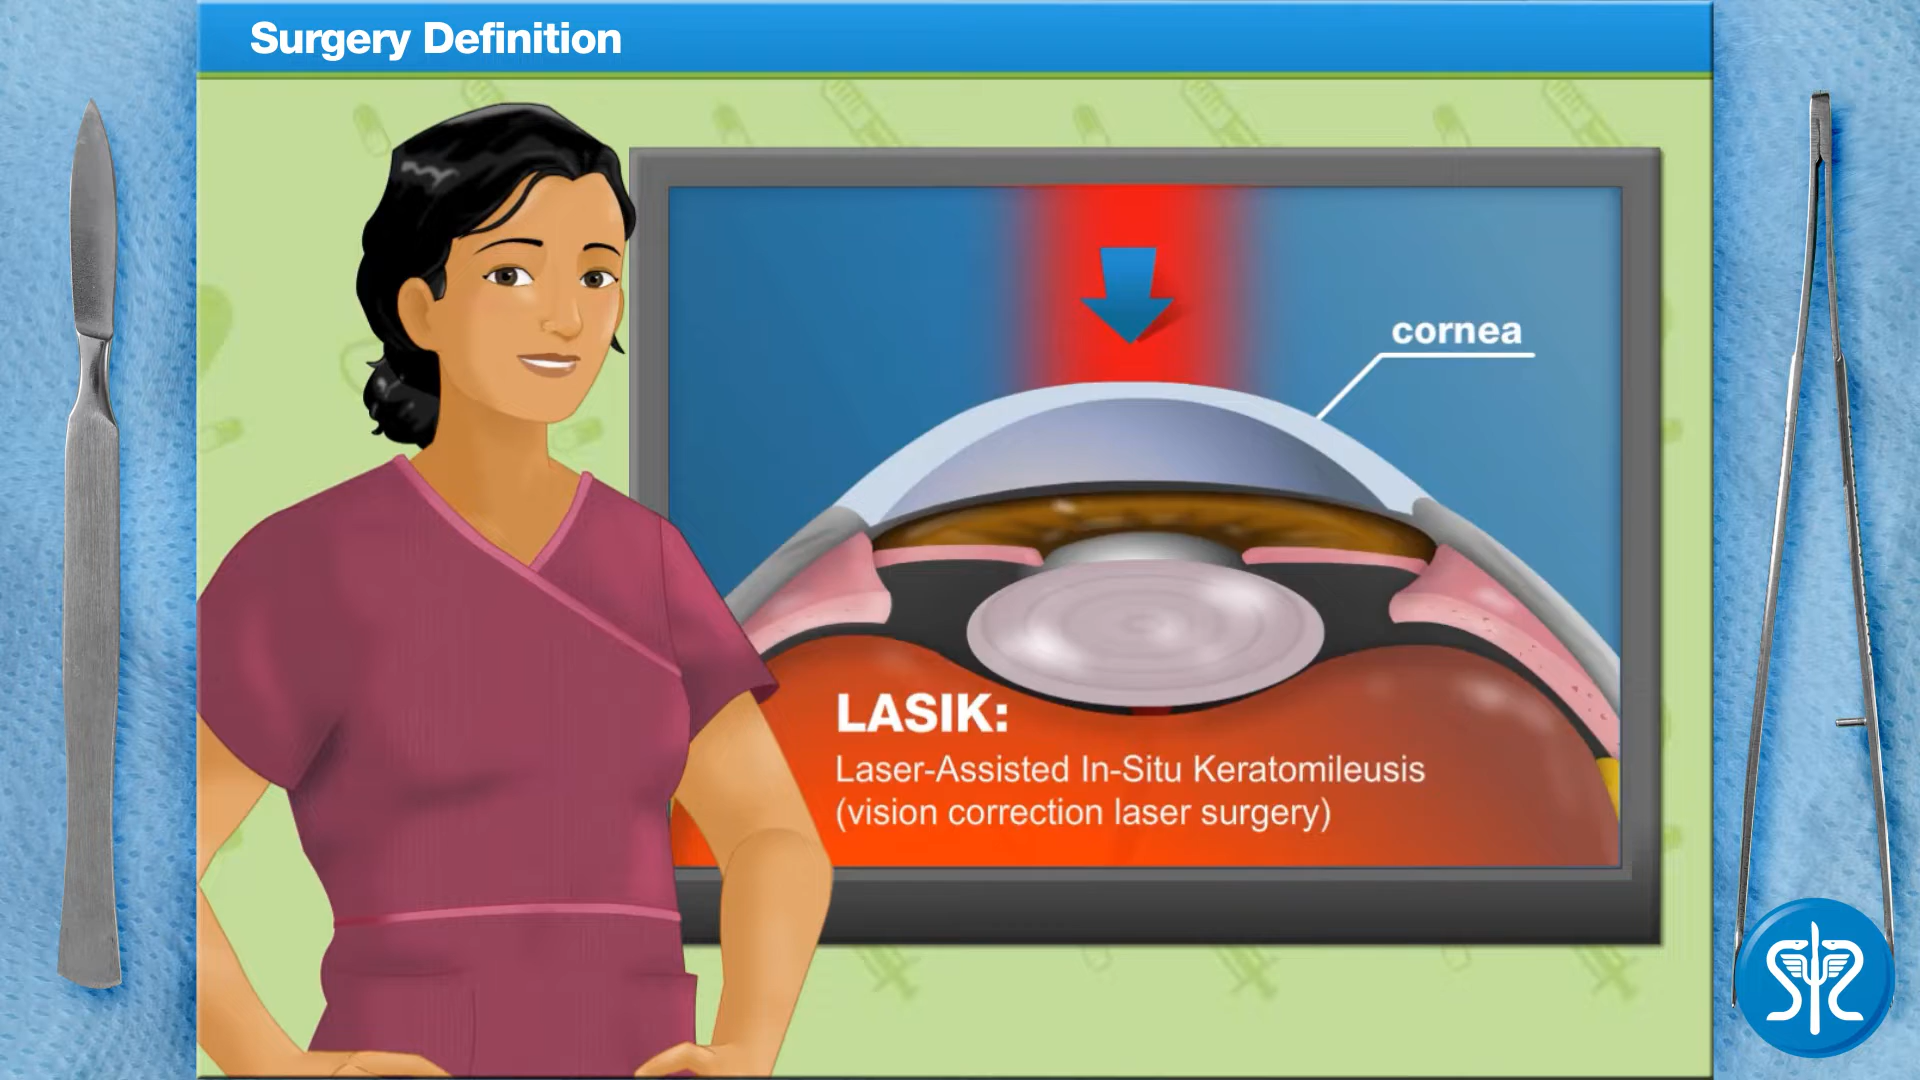 Surgery Definition
cornea
LASIK:
Laser-Assisted In-Situ Keratomileusis
(vision correction laser surgery)